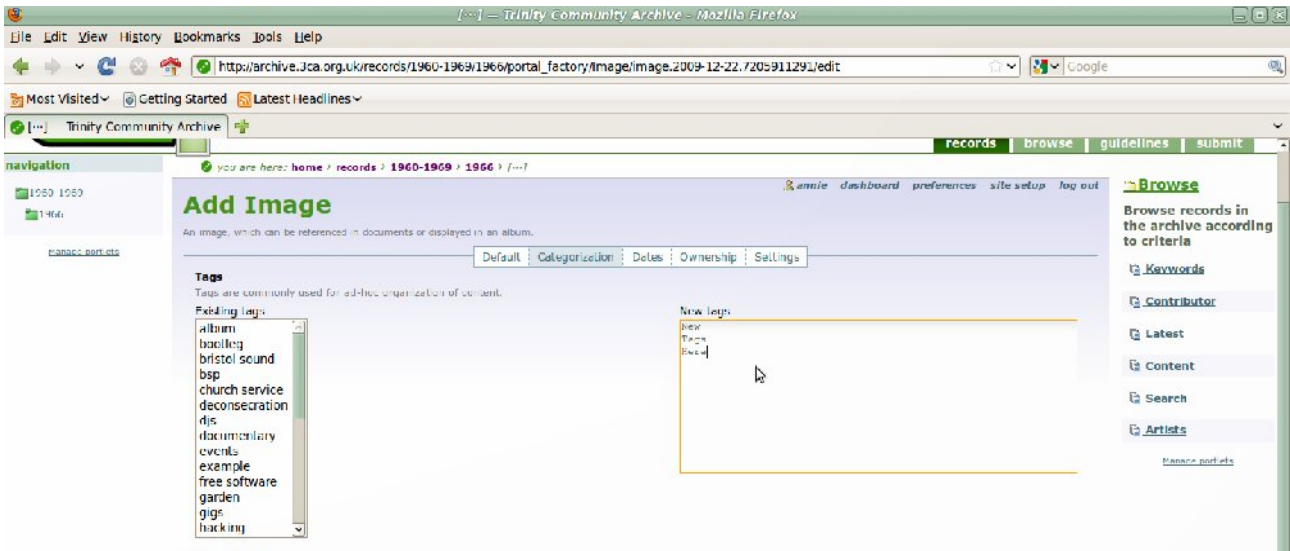 [...] — Trinity Community Archive - Mozilla Firefox
File Edit View History Bookmarks Tools Help
http://archive.3ca.org.uk/records/1960-1969/1966/portal_factory/Image/image.2009-12-22.7205911291/edit
Google
Most Visited Getting Started Latest Headlines
[...] Trinity Community Archive
records browse guidelines submit
navigation
you are here: home › records › 1960-1969 › 1966 › [...]
1960-1969
1966
Manage portlets
annie dashboard preferences site setup log out
Add Image
An image, which can be referenced in documents or displayed in an album.
Default Categorization Dates Ownership Settings
Tags
Tags are commonly used for ad-hoc organization of content.
Existing tags
album
bootleg
bristol sound
bsp
church service
deconsecration
djs
documentary
events
example
free software
garden
gigs
hacking
New tags
New
Tags
Here
Browse
Browse records in
the archive according
to criteria
Keywords
Contributor
Latest
Content
Search
Artists
Manage portlets